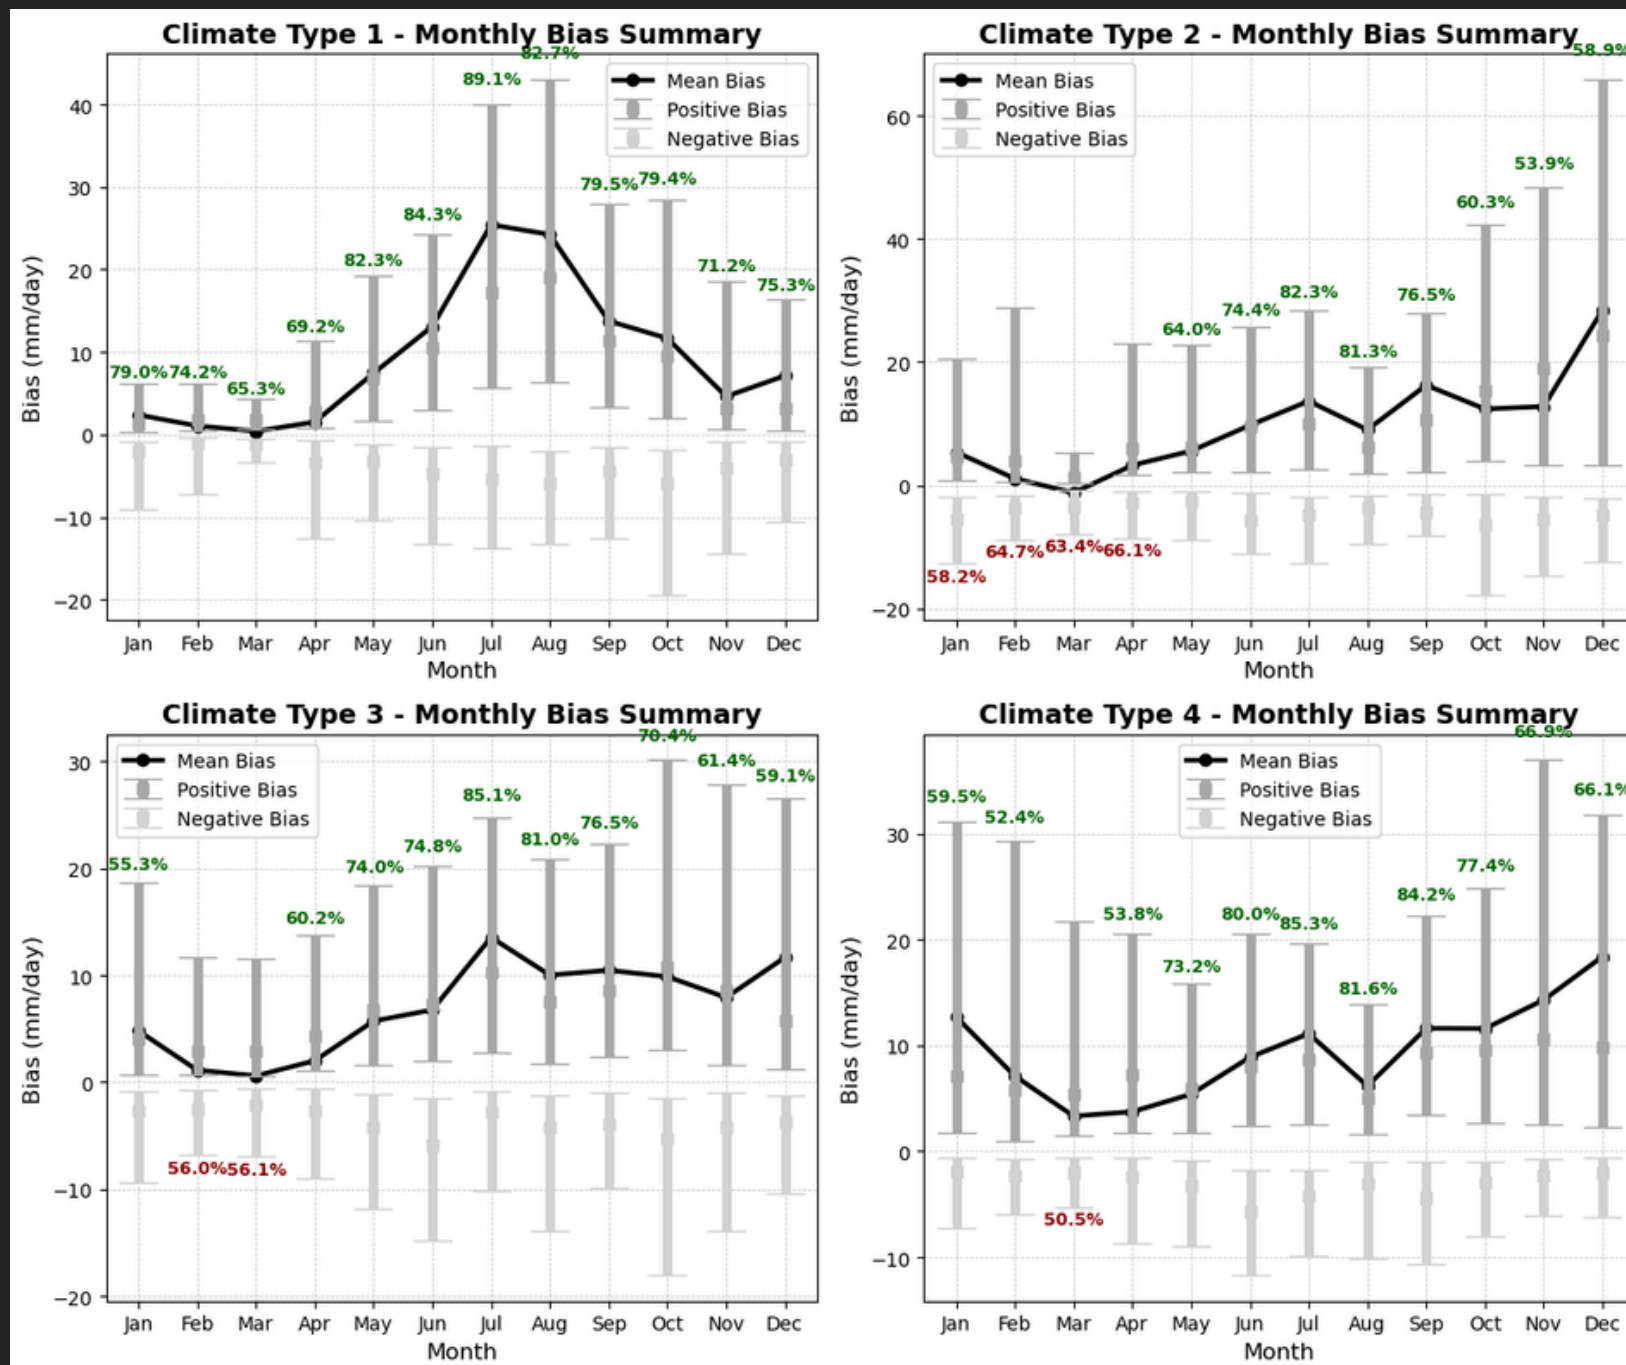 Climate Type 1 - Monthly Bias Summary
Bias (mm/day)
40
30
20
10
0
−10
−20
Mean Bias
Positive Bias
Negative Bias
79.0%
74.2%
65.3%
69.2%
82.3%
84.3%
89.1%
82.7%
79.5%
79.4%
71.2%
75.3%
Jan Feb Mar Apr May Jun Jul Aug Sep Oct Nov Dec
Month
Climate Type 2 - Monthly Bias Summary
Bias (mm/day)
60
40
20
0
−20
Mean Bias
Positive Bias
Negative Bias
58.2%
64.7%
63.4%
66.1%
64.0%
74.4%
82.3%
81.3%
76.5%
60.3%
53.9%
58.9%
Jan Feb Mar Apr May Jun Jul Aug Sep Oct Nov Dec
Month
Climate Type 3 - Monthly Bias Summary
Bias (mm/day)
30
20
10
0
−10
−20
Mean Bias
Positive Bias
Negative Bias
55.3%
56.0%
56.1%
60.2%
74.0%
74.8%
85.1%
81.0%
76.5%
70.4%
61.4%
59.1%
Jan Feb Mar Apr May Jun Jul Aug Sep Oct Nov Dec
Month
Climate Type 4 - Monthly Bias Summary
Bias (mm/day)
30
20
10
0
−10
Mean Bias
Positive Bias
Negative Bias
59.5%
52.4%
50.5%
53.8%
73.2%
80.0%
85.3%
81.6%
84.2%
77.4%
66.9%
66.1%
Jan Feb Mar Apr May Jun Jul Aug Sep Oct Nov Dec
Month